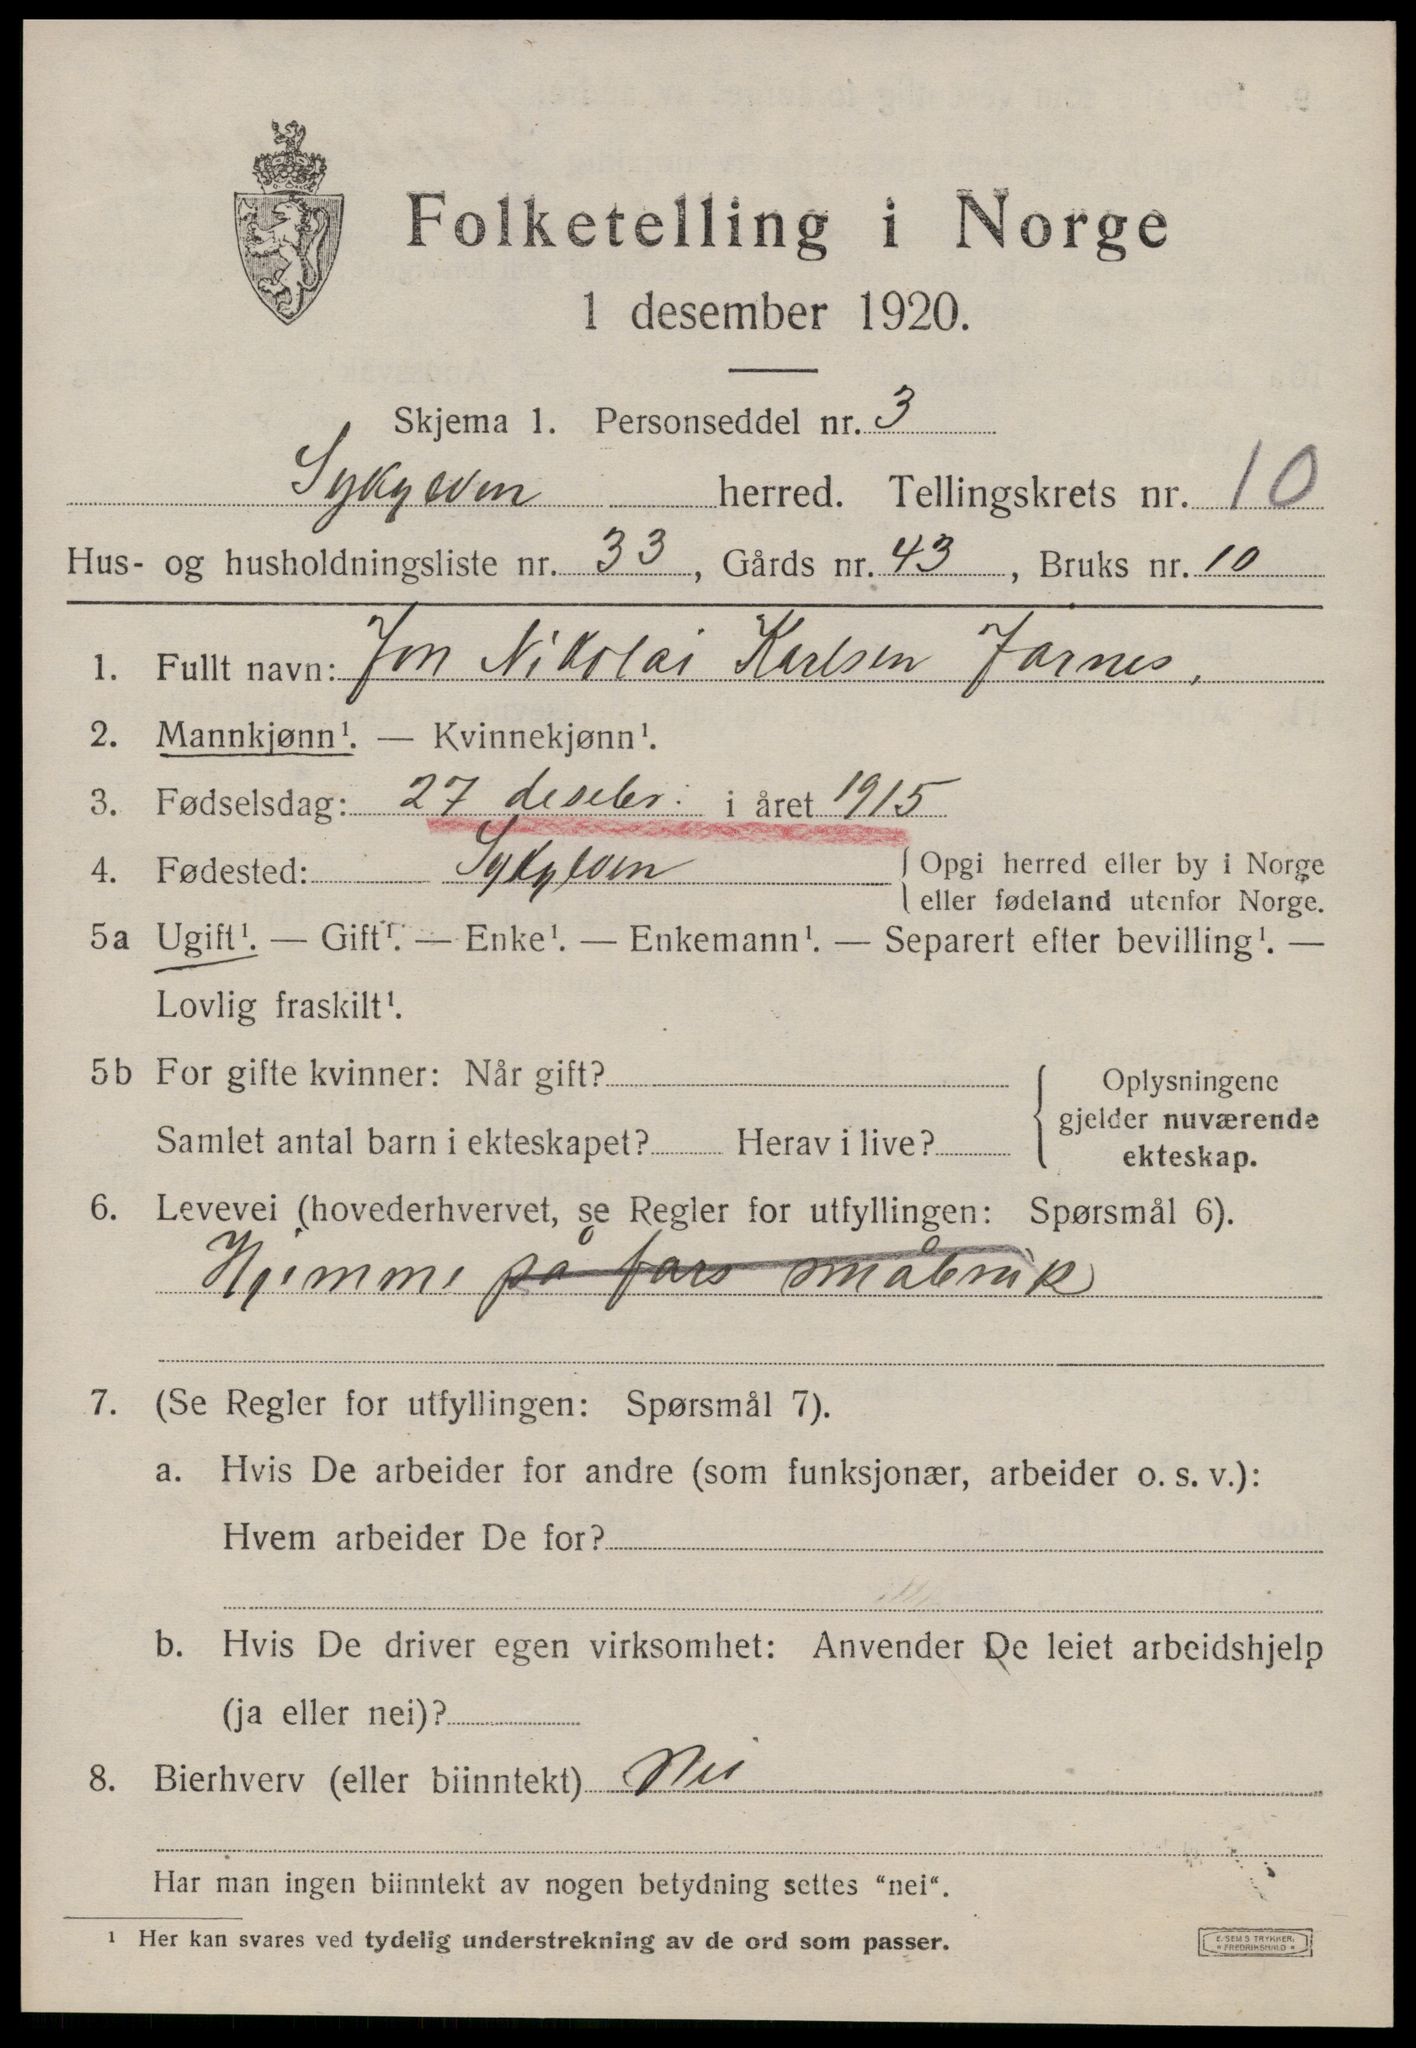 Folketelling i Norge
1 desember 1920.
Skjema 1. Personseddel nr. 3
Sykylven herred. Tellingskrets nr. 10
Hus- og husholdningsliste nr. 33, Gårds nr. 43, Bruks nr. 10
1. Fullt navn: Jon Nikolai Karlsen Jarnes,
2. Mannkjønn¹. — Kvinnekjønn¹.
3. Fødselsdag: 27 desebr. i året 1915
4. Fødested: Sykylven { Opgi herred eller by i Norge
eller fødeland utenfor Norge.
5a Ugift¹. — Gift¹. — Enke¹. — Enkemann¹. — Separert efter bevilling¹. —
Lovlig fraskilt¹.
5b For gifte kvinner: Når gift? { Oplysningene
gjelder nuværende
Samlet antal barn i ekteskapet? Herav i live?
ekteskap.
6. Levevei (hovederhvervet, se Regler for utfyllingen: Spørsmål 6).
Hjemme på fars småbruk
7. (Se Regler for utfyllingen: Spørsmål 7).
a. Hvis De arbeider for andre (som funksjonær, arbeider o. s. v.):
Hvem arbeider De for?
b. Hvis De driver egen virksomhet: Anvender De leiet arbeidshjelp
(ja eller nei)?
8. Bierhverv (eller biinntekt) Nei
Har man ingen biinntekt av nogen betydning settes "nei".
¹ Her kan svares ved tydelig understrekning av de ord som passer.
E. SEMS TRYKKERI,
* FREDRIKSHALD *